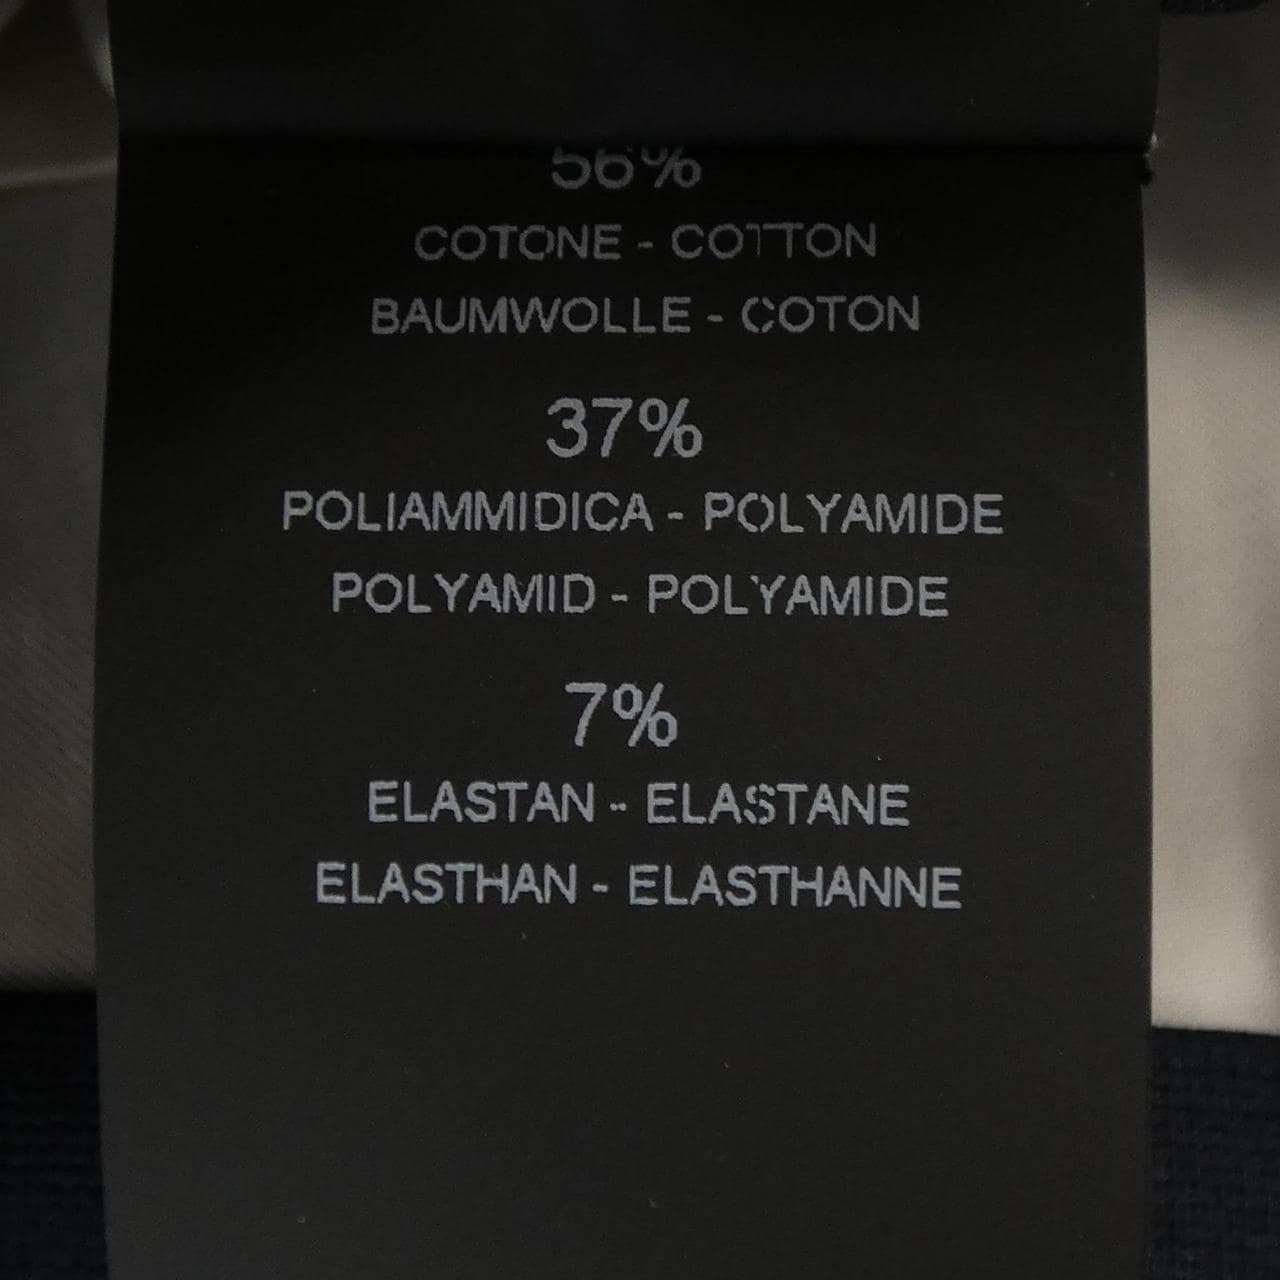 56%
COTONE - COTTON
BAUMWOLLE - COTON
37%
POLIAMMIDICA - POLYAMIDE
POLYAMID - POLYAMIDE
7%
ELASTAN - ELASTANE
ELASTHAN - ELASTHANNE